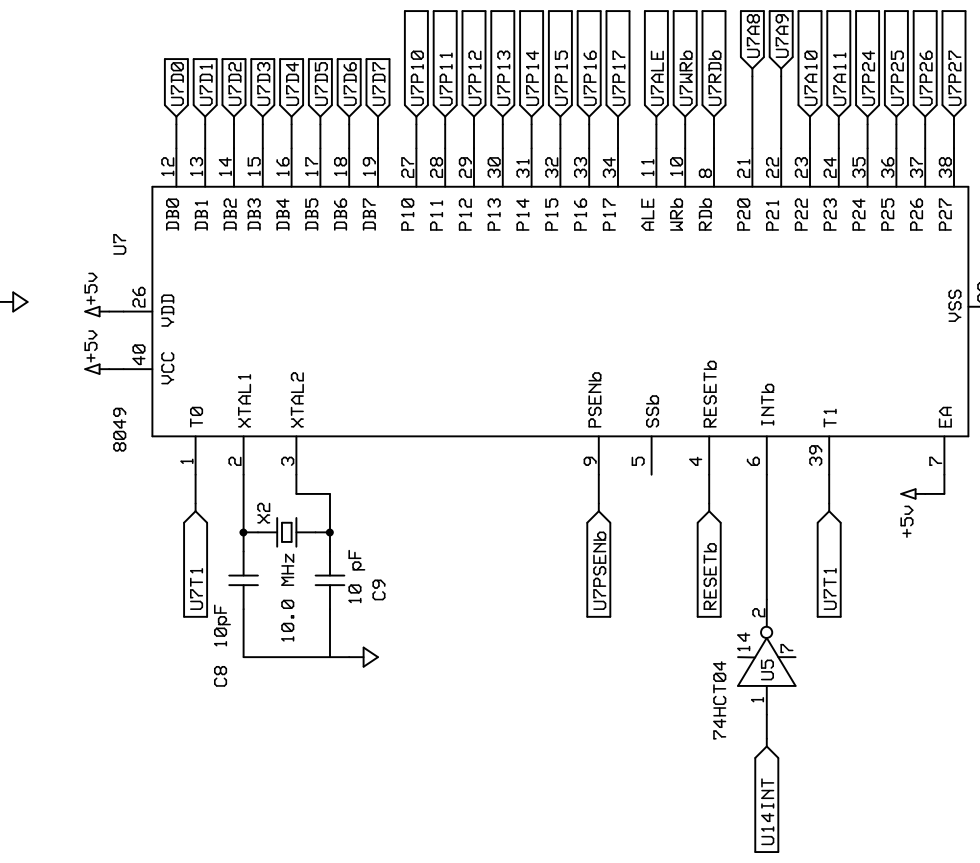 U7D0
U7D1
U7D2
U7D3
U7D4
U7D5
U7D6
U7D7
U7P10
U7P11
U7P12
U7P13
U7P14
U7P15
U7P16
U7P17
U7ALE
U7WRb
U7RDb
U7A8
U7A9
U7A10
U7A11
U7P24
U7P25
U7P26
U7P27
12
13
14
15
16
17
18
19
27
28
29
30
31
32
33
34
11
10
8
21
22
23
24
35
36
37
38
DB0
DB1
DB2
DB3
DB4
DB5
DB6
DB7
P10
P11
P12
P13
P14
P15
P16
P17
ALE
WRb
RDb
P20
P21
P22
P23
P24
P25
P26
P27
U7
+5v
26
VDD
+5v
40
VCC
VSS
8049
T0
XTAL1
XTAL2
PSENb
SSb
RESETb
INTb
T1
EA
1
2
3
9
5
4
6
39
7
+5v
X2
10.0 MHz
10 pF
C9
C8 10pF
U7T1
U7PSENb
RESETb
U7T1
2
14
7
U5
1
74HCT04
U14INT